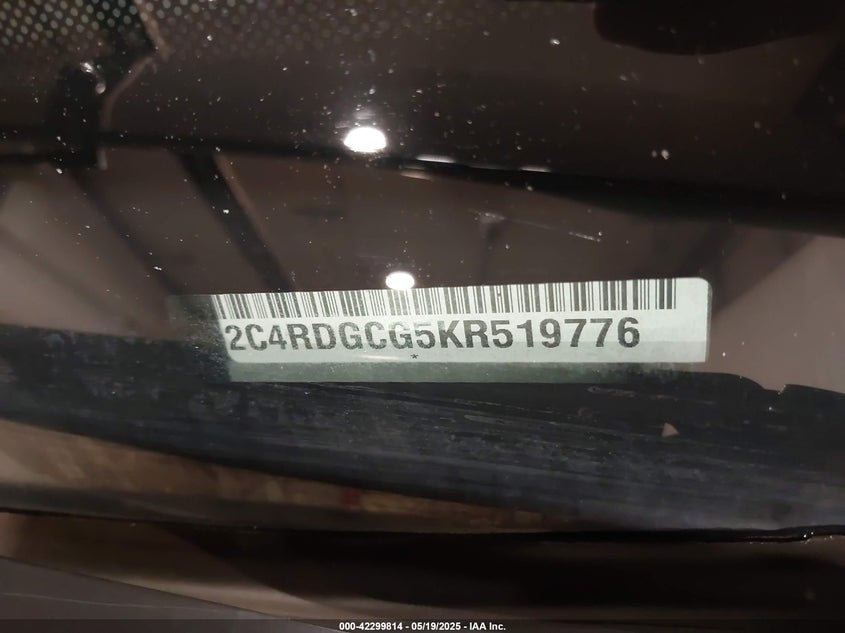 2C4RDGCG5KR519776
*
000-42299814 - 05/19/2025 - IAA Inc.